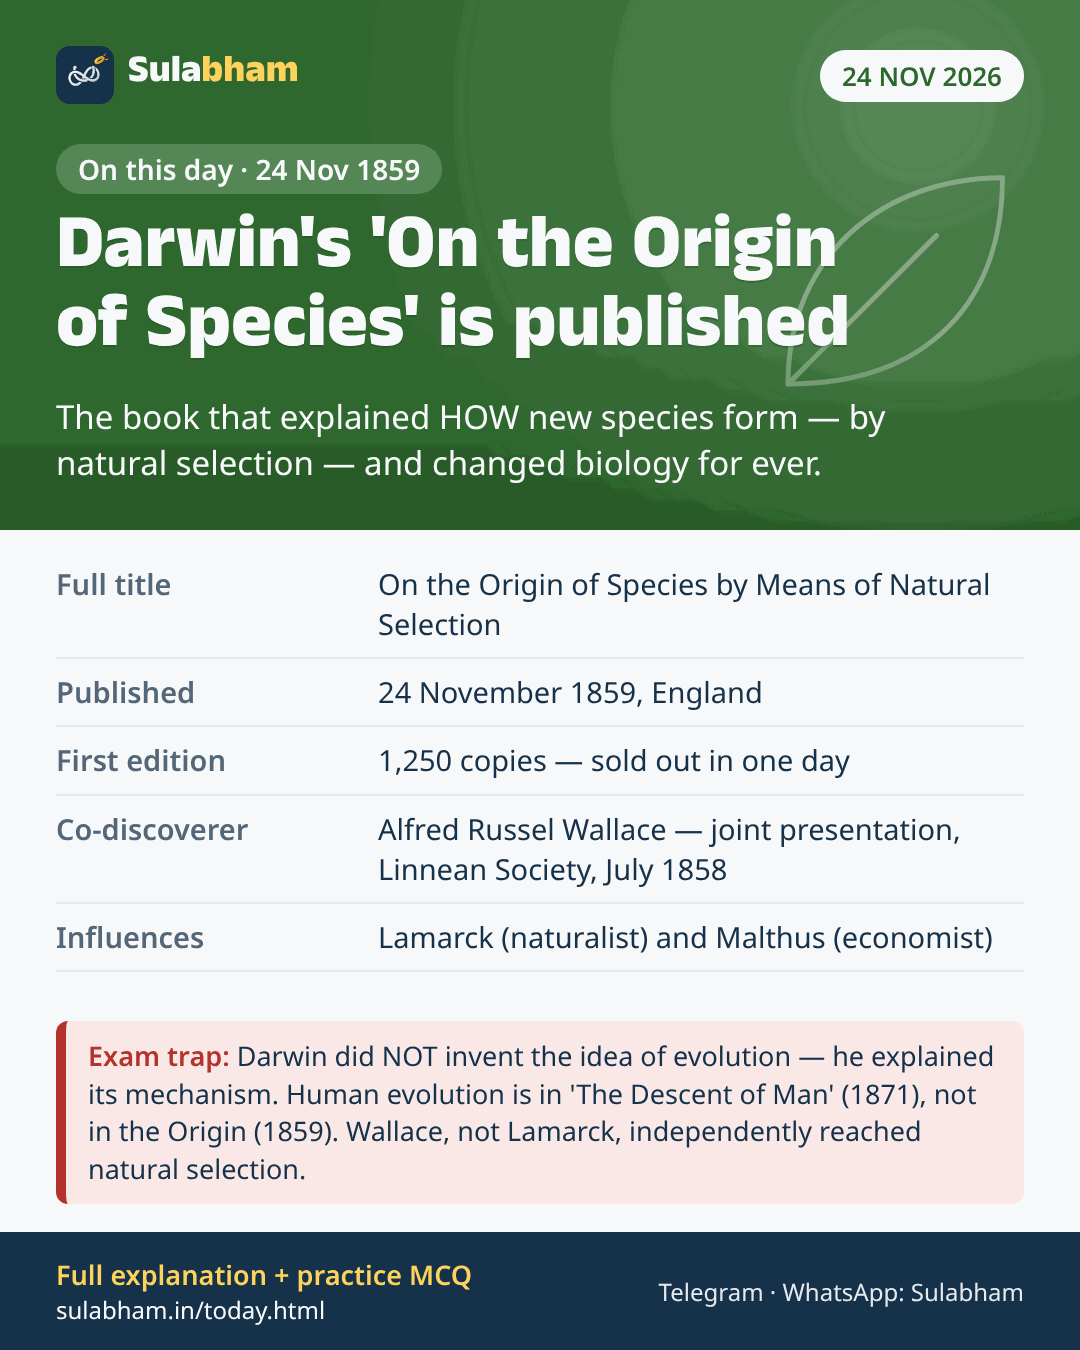 Sulabham
24 NOV 2026
On this day · 24 Nov 1859
Darwin's 'On the Origin
of Species' is published
The book that explained HOW new species form — by
natural selection — and changed biology for ever.
Full title
On the Origin of Species by Means of Natural
Selection
Published
24 November 1859, England
First edition
1,250 copies — sold out in one day
Co-discoverer
Alfred Russel Wallace — joint presentation,
Linnean Society, July 1858
Influences
Lamarck (naturalist) and Malthus (economist)
Exam trap: Darwin did NOT invent the idea of evolution — he explained
its mechanism. Human evolution is in 'The Descent of Man' (1871), not
in the Origin (1859). Wallace, not Lamarck, independently reached
natural selection.
Full explanation + practice MCQ
sulabham.in/today.html
Telegram · WhatsApp: Sulabham